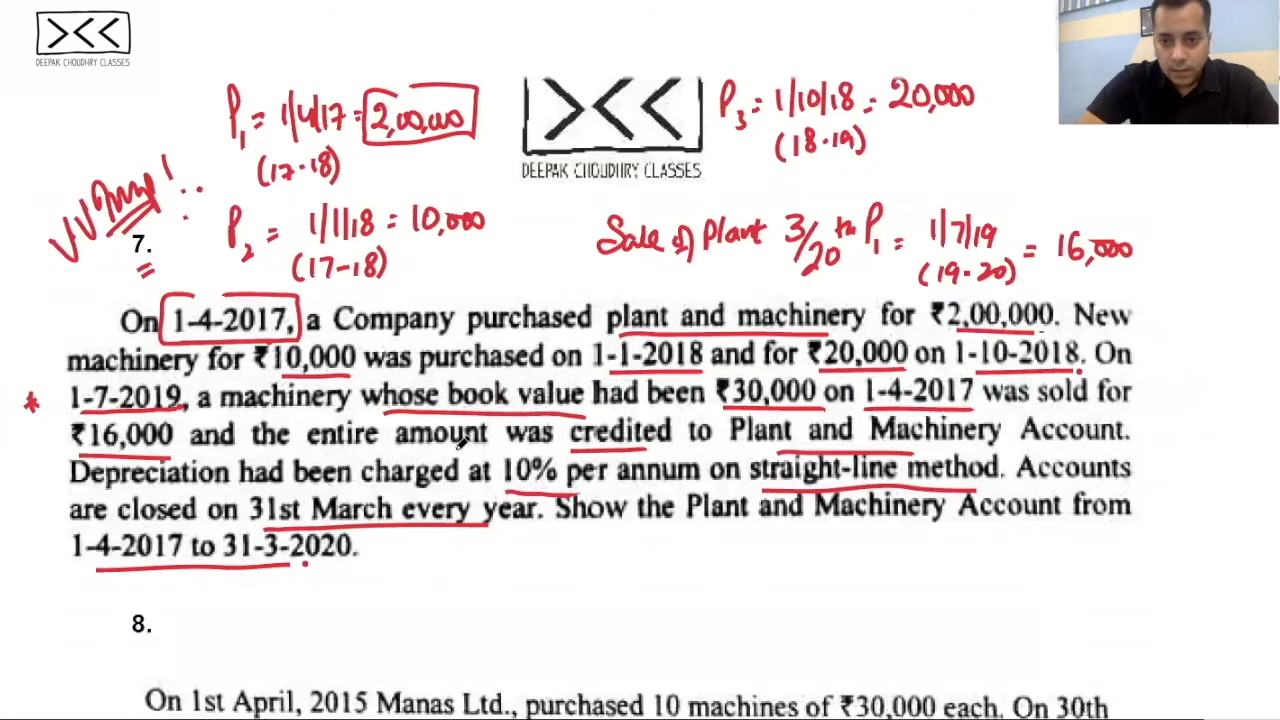 DEEPAK CHOUDHRY CLASSES
P1 = 1/4/17 = 2,00,000
(17-18)
DEEPAK CHOUDHRY CLASSES
P3 = 1/10/18 = 20,000
(18-19)
VV Imp!
P2 = 1/1/18 = 10,000
(17-18)
Sale of Plant 3/20th P1 = 1/7/19 = 16,000
(19-20)
7.
On 1-4-2017, a Company purchased plant and machinery for ₹2,00,000. New
machinery for ₹10,000 was purchased on 1-1-2018 and for ₹20,000 on 1-10-2018. On
* 1-7-2019, a machinery whose book value had been ₹30,000 on 1-4-2017 was sold for
₹16,000 and the entire amount was credited to Plant and Machinery Account.
Depreciation had been charged at 10% per annum on straight-line method. Accounts
are closed on 31st March every year. Show the Plant and Machinery Account from
1-4-2017 to 31-3-2020.
8.
On 1st April, 2015 Manas Ltd., purchased 10 machines of ₹30,000 each. On 30th